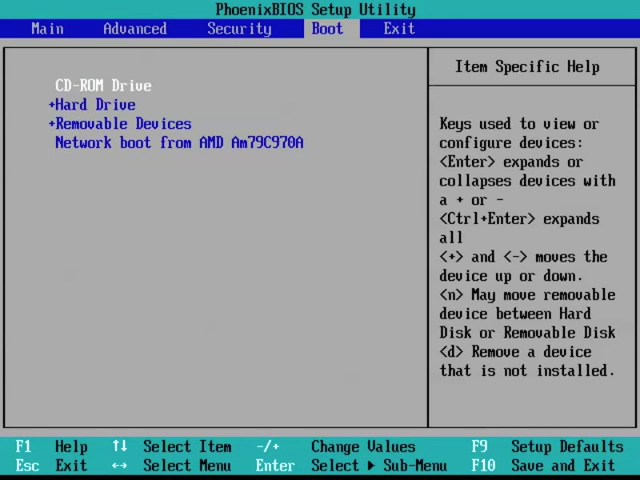 PhoenixBIOS Setup Utility
Main Advanced Security Boot Exit
CD-ROM Drive
+Hard Drive
+Removable Devices
Network boot from AMD Am79C970A
Item Specific Help
Keys used to view or
configure devices:
<Enter> expands or
collapses devices with
a + or -
<Ctrl+Enter> expands
all
<+> and <-> moves the
device up or down.
<n> May move removable
device between Hard
Disk or Removable Disk
<d> Remove a device
that is not installed.
F1 Help ↑↓ Select Item -/+ Change Values F9 Setup Defaults
Esc Exit ↔ Select Menu Enter Select ▶ Sub-Menu F10 Save and Exit